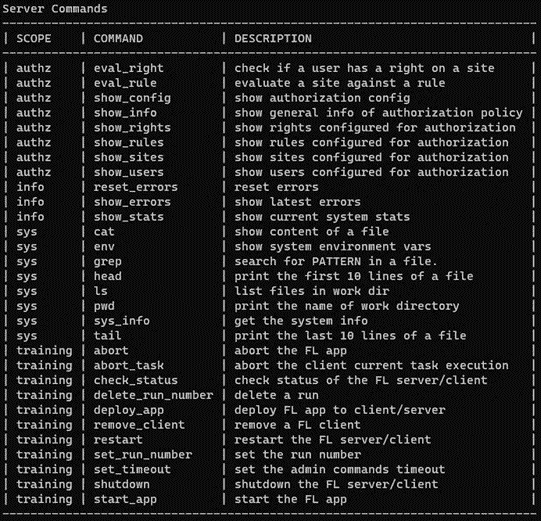 Server Commands
------------------------------------------------------------------------------
| SCOPE    | COMMAND           | DESCRIPTION                                 |
------------------------------------------------------------------------------
| authz    | eval_right        | check if a user has a right on a site       |
| authz    | eval_rule         | evaluate a site against a rule              |
| authz    | show_config       | show authorization config                   |
| authz    | show_info         | show general info of authorization policy   |
| authz    | show_rights       | show rights configured for authorization    |
| authz    | show_rules        | show rules configured for authorization     |
| authz    | show_sites        | show sites configured for authorization     |
| authz    | show_users        | show users configured for authorization     |
| info     | reset_errors      | reset errors                                |
| info     | show_errors       | show latest errors                          |
| info     | show_stats        | show current system stats                   |
| sys      | cat               | show content of a file                      |
| sys      | env               | show system environment vars                |
| sys      | grep              | search for PATTERN in a file.               |
| sys      | head              | print the first 10 lines of a file          |
| sys      | ls                | list files in work dir                      |
| sys      | pwd               | print the name of work directory            |
| sys      | sys_info          | get the system info                         |
| sys      | tail              | print the last 10 lines of a file           |
| training | abort             | abort the FL app                            |
| training | abort_task        | abort the client current task execution     |
| training | check_status      | check status of the FL server/client        |
| training | delete_run_number | delete a run                                |
| training | deploy_app        | deploy FL app to client/server              |
| training | remove_client     | remove a FL client                          |
| training | restart           | restart the FL server/client                |
| training | set_run_number    | set the run number                          |
| training | set_timeout       | set the admin commands timeout              |
| training | shutdown          | shutdown the FL server/client               |
| training | start_app         | start the FL app                            |
------------------------------------------------------------------------------